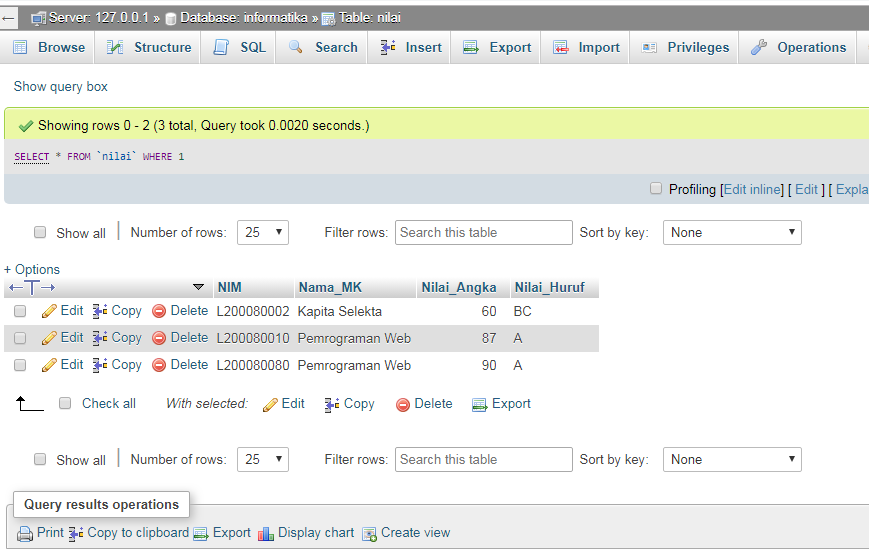 Server: 127.0.0.1 » Database: informatika » Table: nilai
Browse Structure SQL Search Insert Export Import Privileges Operations
Show query box
Showing rows 0 - 2 (3 total, Query took 0.0020 seconds.)
SELECT * FROM `nilai` WHERE 1
Profiling [Edit inline] [ Edit ] [ Expla
Show all Number of rows: 25 Filter rows: Search this table Sort by key: None
+ Options
←T→ NIM Nama_MK Nilai_Angka Nilai_Huruf
Edit Copy Delete L200080002 Kapita Selekta 60 BC
Edit Copy Delete L200080010 Pemrograman Web 87 A
Edit Copy Delete L200080080 Pemrograman Web 90 A
Check all With selected: Edit Copy Delete Export
Show all Number of rows: 25 Filter rows: Search this table Sort by key: None
Query results operations
Print Copy to clipboard Export Display chart Create view